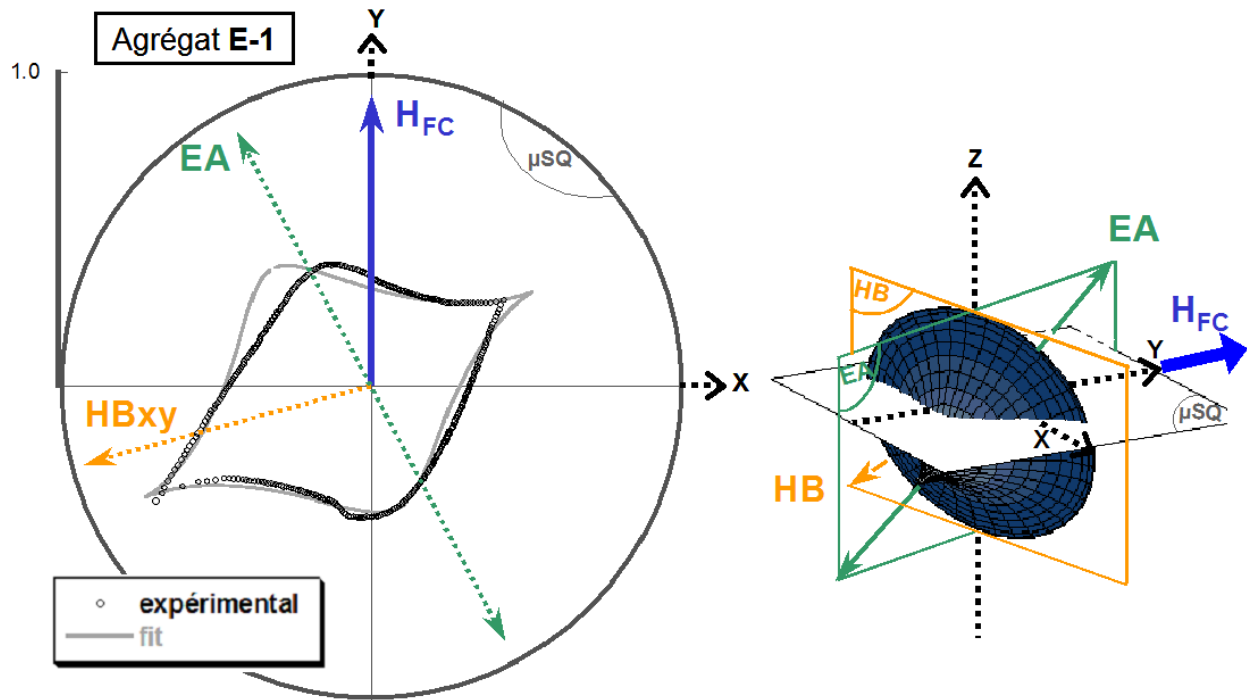 Agrégat E-1
Y
1.0
HFC
EA
µSQ
X
HBxy
expérimental
fit
Z
EA
HB
HFC
Y
EA
µSQ
X
HB